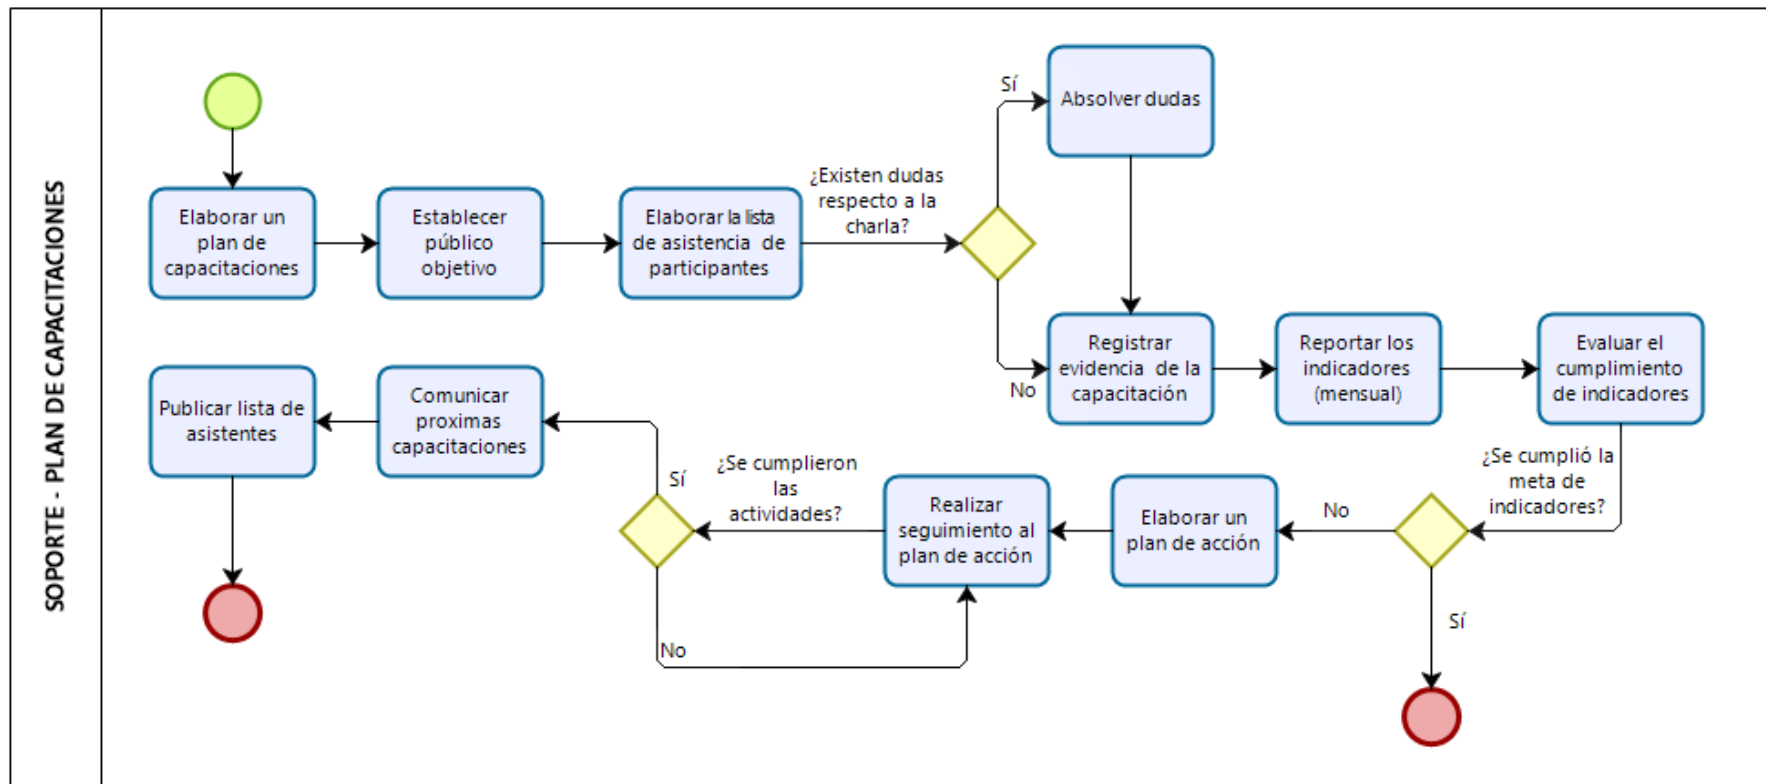 SOPORTE - PLAN DE CAPACITACIONES
Elaborar un
plan de
capacitaciones
Establecer
público
objetivo
Elaborar la lista
de asistencia  de
participantes
¿Existen dudas
respecto a la
charla?
Sí
Absolver dudas
No
Registrar
evidencia  de la
capacitación
Reportar los
indicadores
(mensual)
Evaluar el
cumplimiento
de indicadores
¿Se cumplió la
meta de
indicadores?
No
Sí
Elaborar un
plan de acción
Realizar
seguimiento al
plan de acción
¿Se cumplieron
las
actividades?
Sí
No
Comunicar
proximas
capacitaciones
Publicar lista de
asistentes